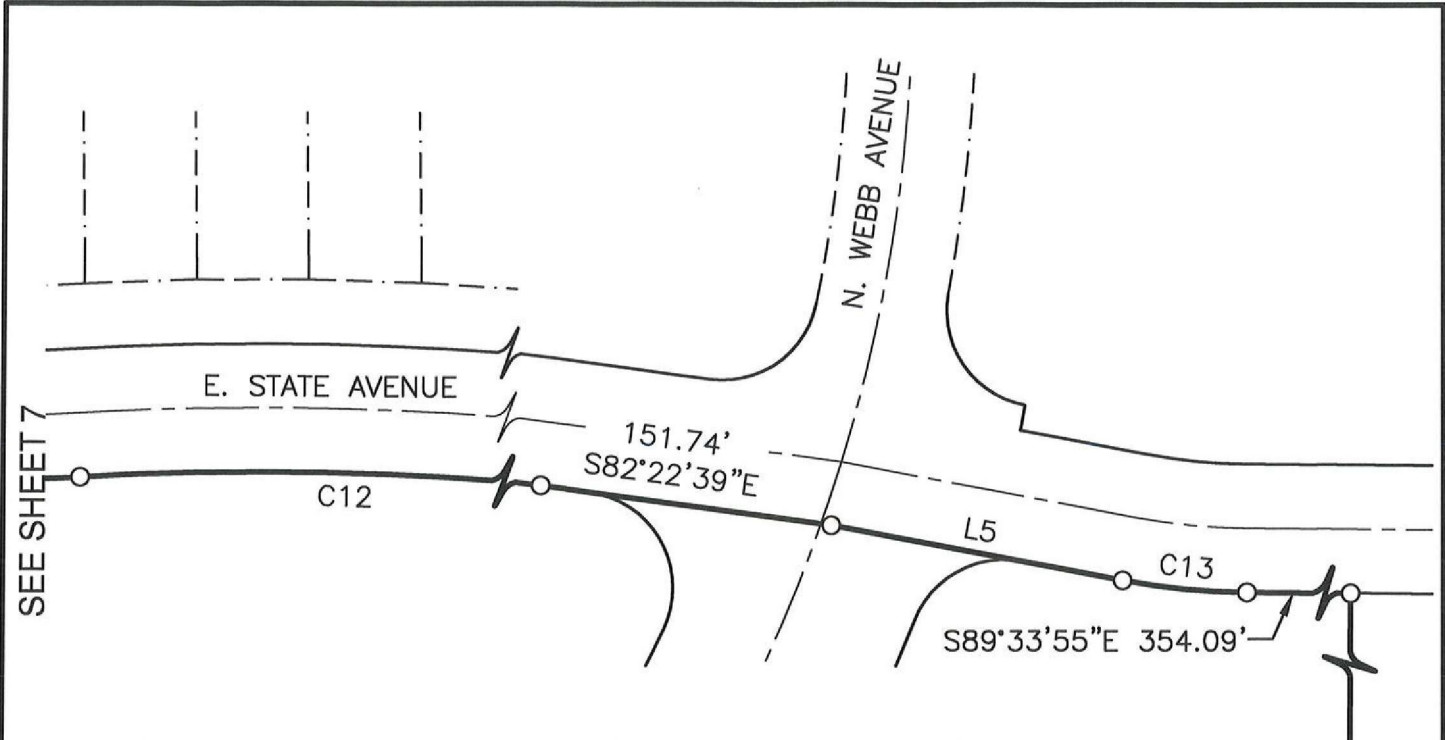 N. WEBB AVENUE
E. STATE AVENUE
SEE SHEET 7
151.74'
S82°22'39"E
C12
L5
C13
S89°33'55"E 354.09'